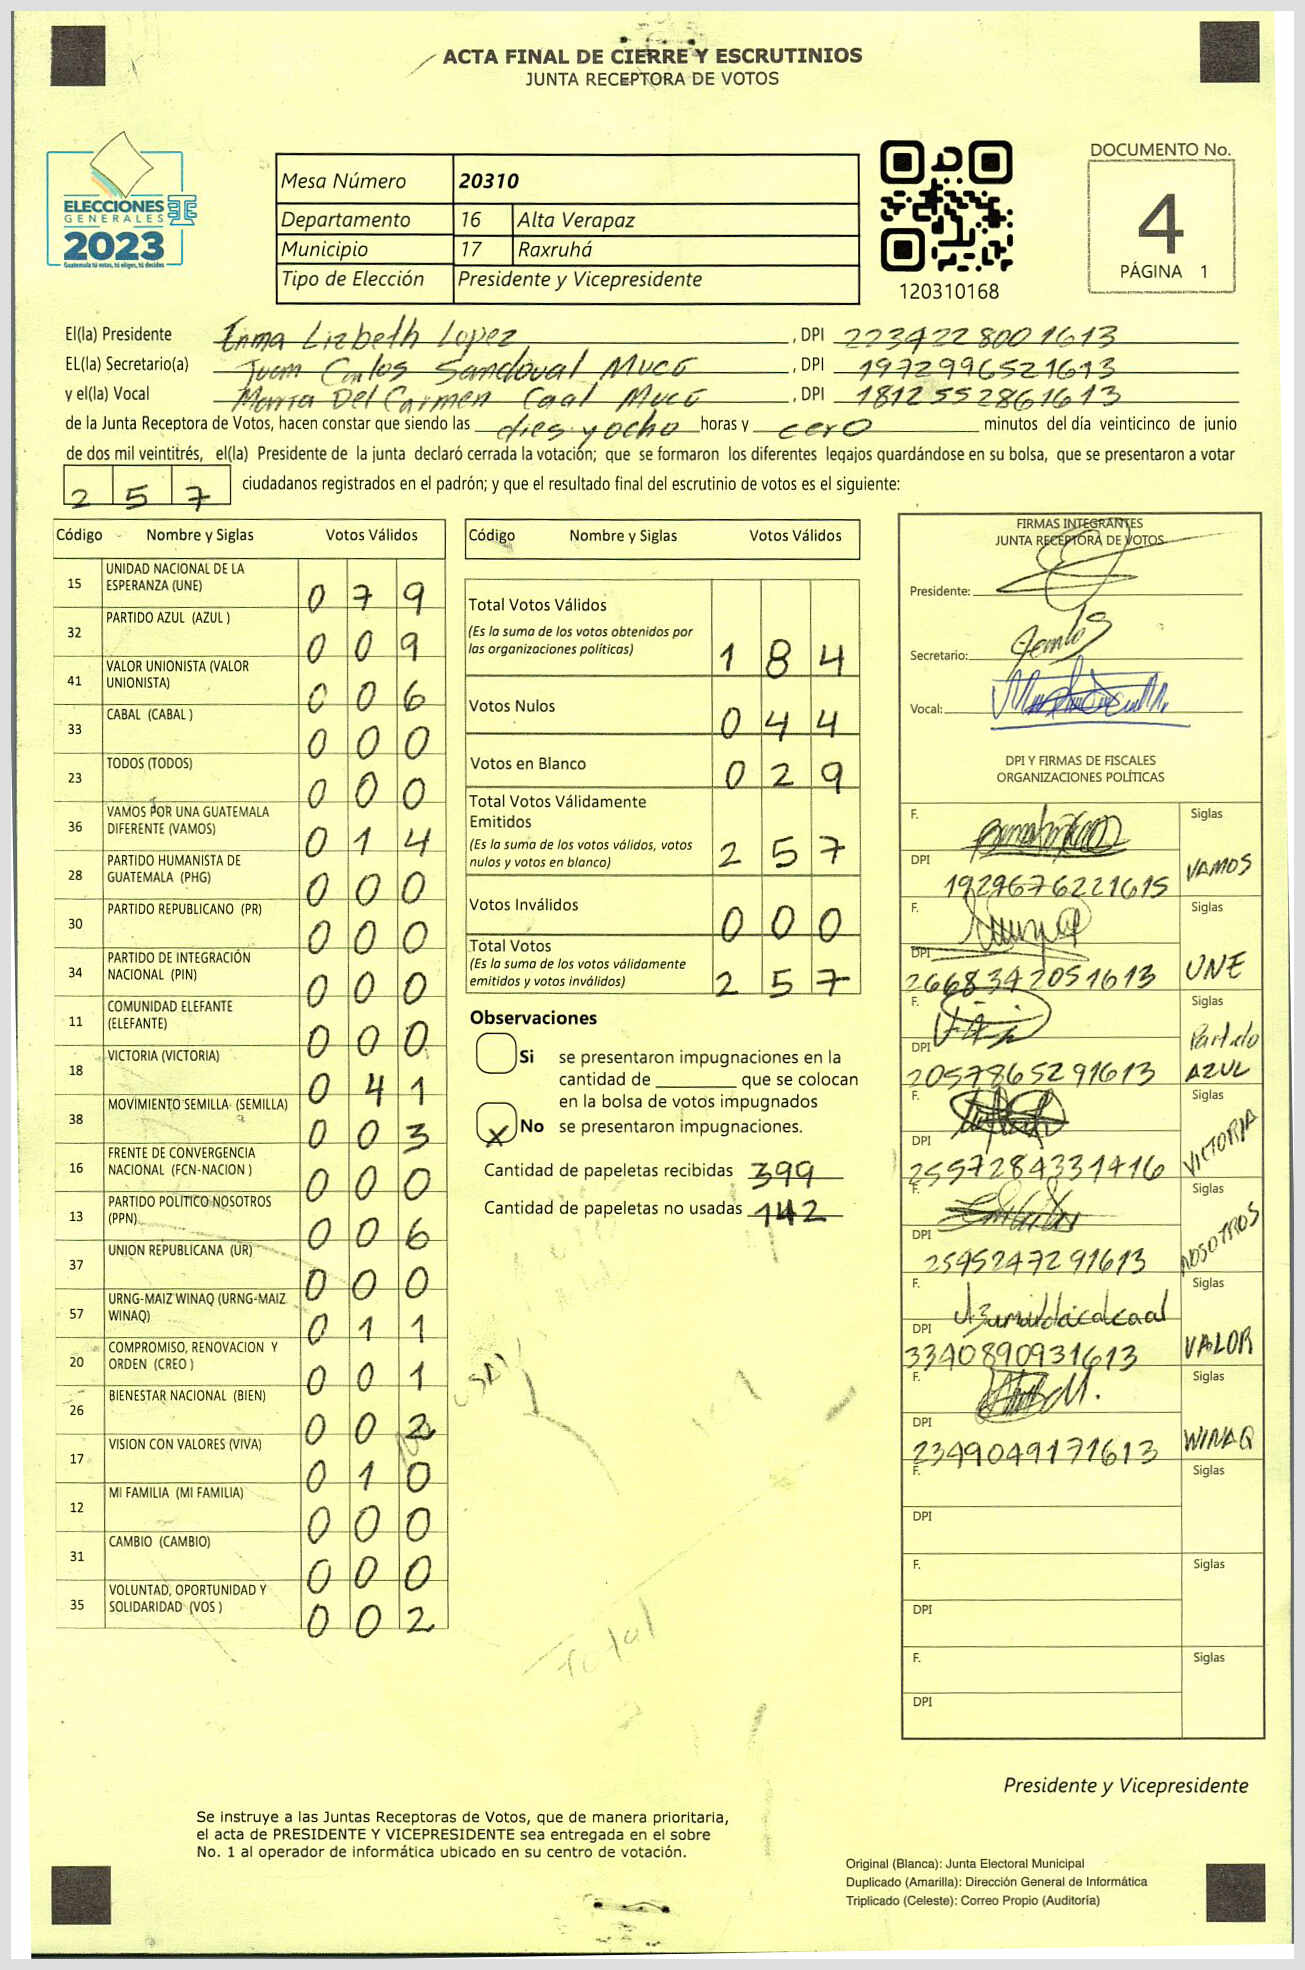 ACTA FINAL DE CIERRE Y ESCRUTINIOS
JUNTA RECEPTORA DE VOTOS
ELECCIONES
GENERALES
2023
Guatemala tú votas, tú eliges, tú decides
Mesa Número 20310
Departamento 16 Alta Verapaz
Municipio 17 Raxruhá
Tipo de Elección Presidente y Vicepresidente
120310168
DOCUMENTO No.
4
PÁGINA 1
El(la) Presidente Irma Lizbeth Lopez, DPI 2234228001613
EL(la) Secretario(a) Juan Carlos Sandoval Mucú, DPI 1972996521613
y el(la) Vocal Maria Del Carmen Caal Mucú, DPI 1812552861613
de la Junta Receptora de Votos, hacen constar que siendo las dies y ocho horas y cero minutos del día veinticinco de junio
de dos mil veintitrés, el(la) Presidente de la junta declaró cerrada la votación; que se formaron los diferentes legajos quardándose en su bolsa, que se presentaron a votar
2 5 7 ciudadanos registrados en el padrón; y que el resultado final del escrutinio de votos es el siguiente:
Código Nombre y Siglas Votos Válidos
15 UNIDAD NACIONAL DE LA
ESPERANZA (UNE) 0 7 9
32 PARTIDO AZUL (AZUL ) 0 0 9
41 VALOR UNIONISTA (VALOR
UNIONISTA) 0 0 6
33 CABAL (CABAL ) 0 0 0
23 TODOS (TODOS) 0 0 0
36 VAMOS POR UNA GUATEMALA
DIFERENTE (VAMOS) 0 1 4
28 PARTIDO HUMANISTA DE
GUATEMALA (PHG) 0 0 0
30 PARTIDO REPUBLICANO (PR) 0 0 0
34 PARTIDO DE INTEGRACIÓN
NACIONAL (PIN) 0 0 0
11 COMUNIDAD ELEFANTE
(ELEFANTE) 0 0 0
18 VICTORIA (VICTORIA) 0 4 1
38 MOVIMIENTO SEMILLA (SEMILLA) 0 0 3
16 FRENTE DE CONVERGENCIA
NACIONAL (FCN-NACION ) 0 0 0
13 PARTIDO POLITICO NOSOTROS
(PPN) 0 0 6
37 UNION REPUBLICANA (UR) 0 0 0
57 URNG-MAIZ WINAQ (URNG-MAIZ
WINAQ) 0 1 1
20 COMPROMISO, RENOVACION Y
ORDEN (CREO ) 0 0 1
26 BIENESTAR NACIONAL (BIEN) 0 0 2
17 VISION CON VALORES (VIVA) 0 1 0
12 MI FAMILIA (MI FAMILIA) 0 0 0
31 CAMBIO (CAMBIO) 0 0 0
35 VOLUNTAD, OPORTUNIDAD Y
SOLIDARIDAD (VOS ) 0 0 2
Código Nombre y Siglas Votos Válidos
Total Votos Válidos
(Es la suma de los votos obtenidos por
las organizaciones políticas) 1 8 4
Votos Nulos 0 4 4
Votos en Blanco 0 2 9
Total Votos Válidamente
Emitidos
(Es la suma de los votos válidos, votos
nulos y votos en blanco) 2 5 7
Votos Inválidos 0 0 0
Total Votos
(Es la suma de los votos válidamente
emitidos y votos inválidos) 2 5 7
Observaciones
Si se presentaron impugnaciones en la
cantidad de ________ que se colocan
en la bolsa de votos impugnados
X No se presentaron impugnaciones.
Cantidad de papeletas recibidas 399
Cantidad de papeletas no usadas 142
Total
FIRMAS INTEGRANTES
JUNTA RECEPTORA DE VOTOS
Presidente:
Secretario:
Vocal:
DPI Y FIRMAS DE FISCALES
ORGANIZACIONES POLÍTICAS
F. Siglas
DPI 1929676221615 VAMOS
F. Siglas
DPI 2668342051613 UNE
F. Siglas
DPI 2057865291613 Partido AZUL
F. Siglas
DPI 2557284331416 VICTORIA
F. Siglas
DPI 2545247291613 NOSOTROS
F. Siglas
DPI 3340890931613 VALOR
F. Siglas
DPI 2349049171613 WINAQ
F. Siglas
DPI
F. Siglas
DPI
F. Siglas
DPI
Presidente y Vicepresidente
Se instruye a las Juntas Receptoras de Votos, que de manera prioritaria,
el acta de PRESIDENTE Y VICEPRESIDENTE sea entregada en el sobre
No. 1 al operador de informática ubicado en su centro de votación.
Original (Blanca): Junta Electoral Municipal
Duplicado (Amarilla): Dirección General de Informática
Triplicado (Celeste): Correo Propio (Auditoría)